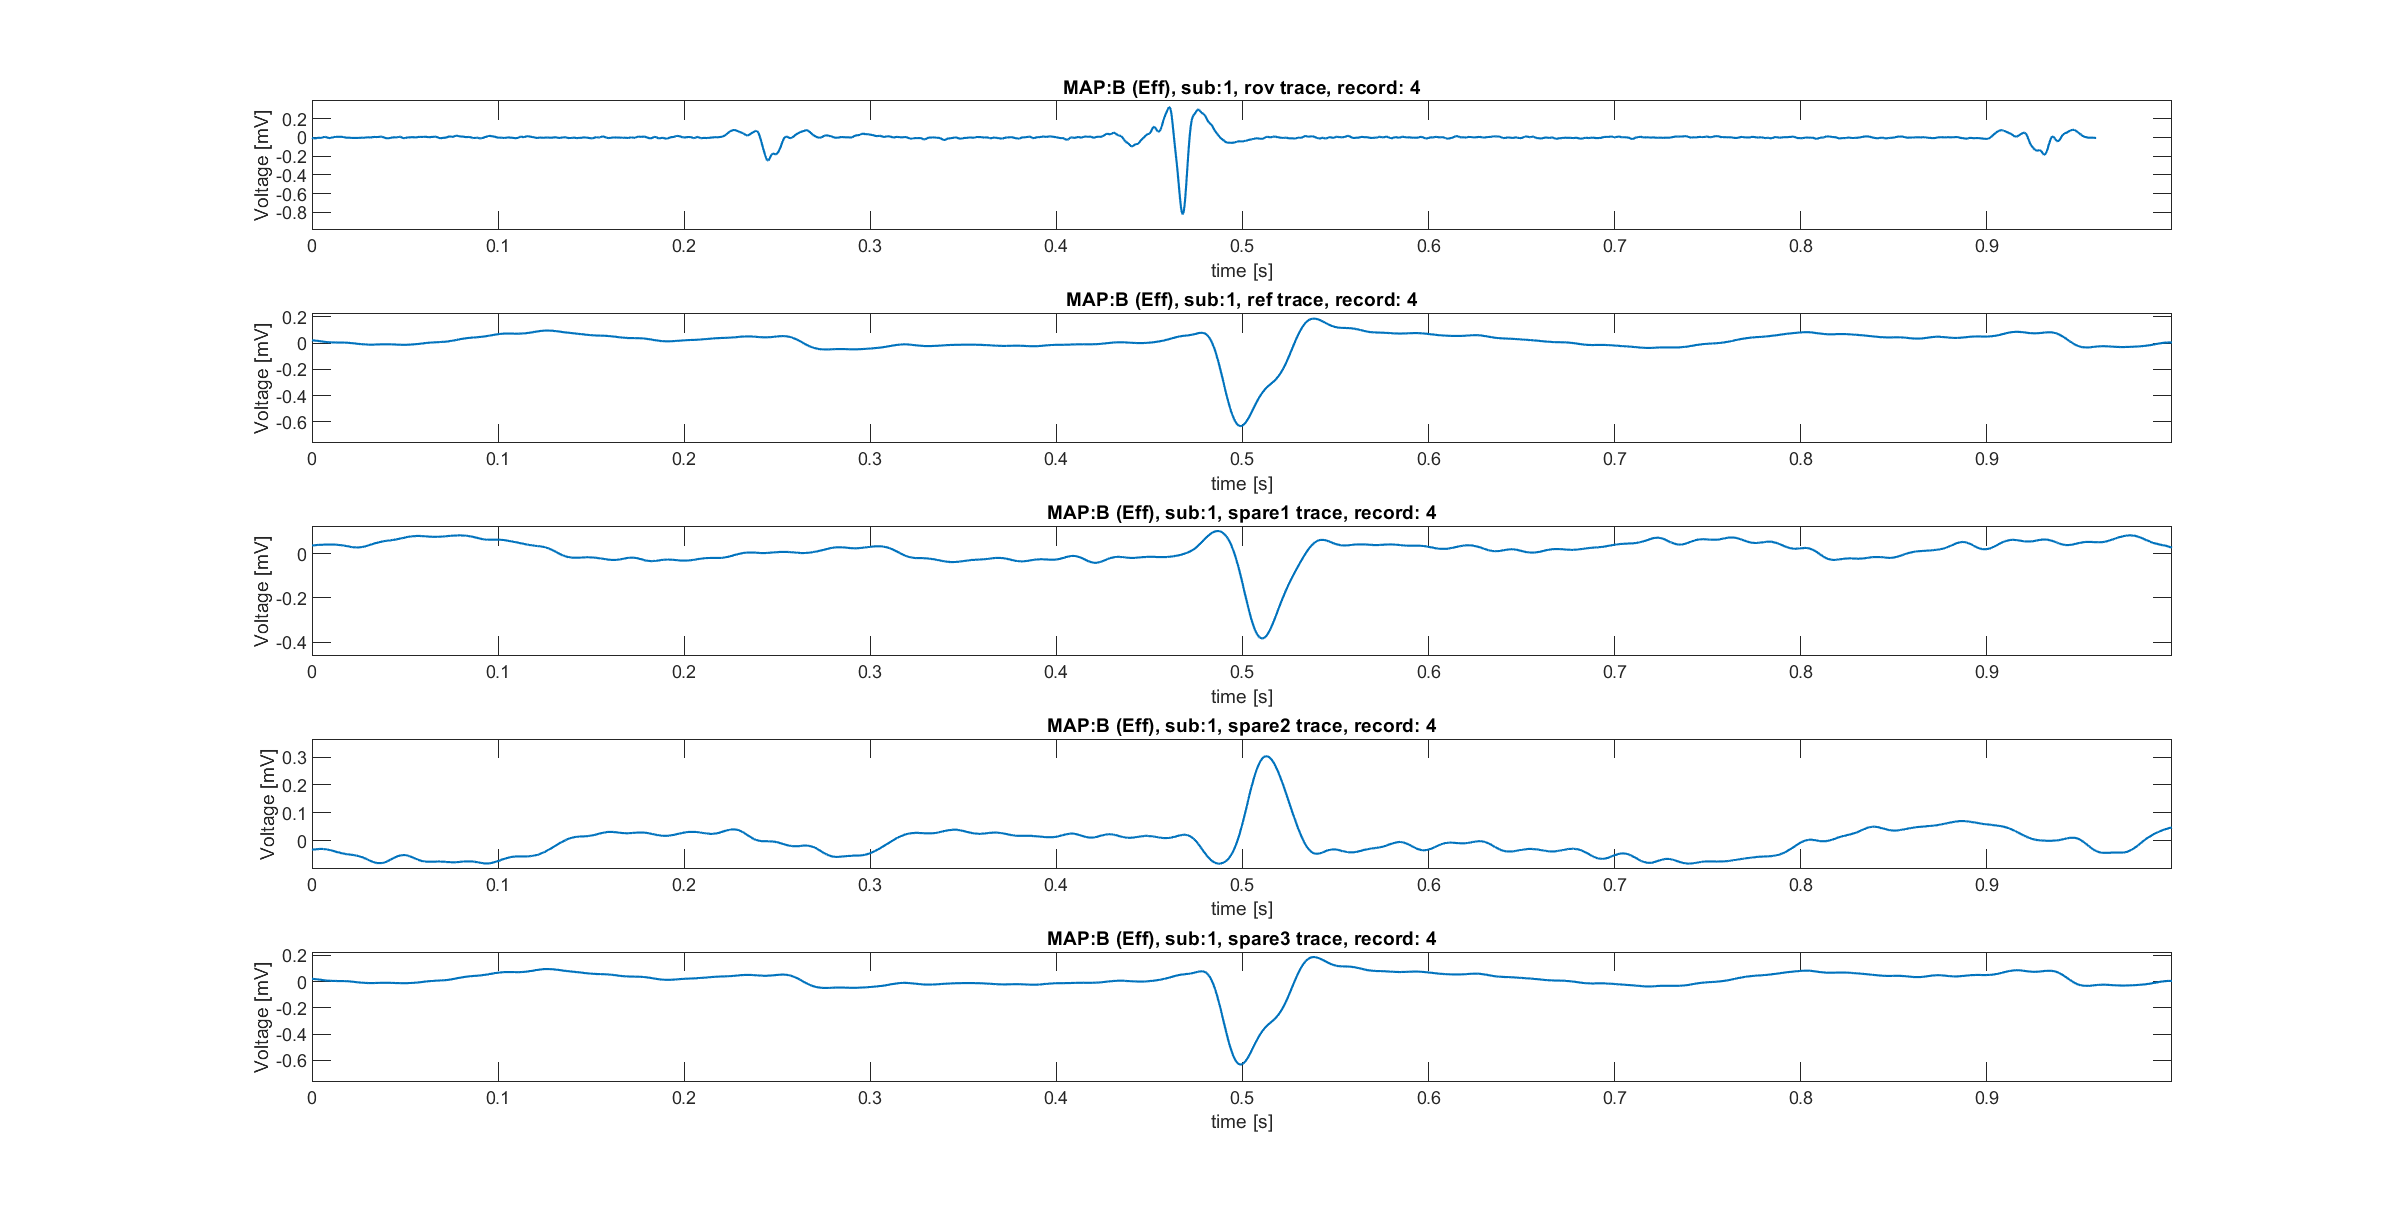 MAP:B (Eff), sub:1, rov trace, record: 4
Voltage [mV]
0.2
0
-0.2
-0.4
-0.6
-0.8
0 0.1 0.2 0.3 0.4 0.5 0.6 0.7 0.8 0.9
time [s]
MAP:B (Eff), sub:1, ref trace, record: 4
Voltage [mV]
0.2
0
-0.2
-0.4
-0.6
0 0.1 0.2 0.3 0.4 0.5 0.6 0.7 0.8 0.9
time [s]
MAP:B (Eff), sub:1, spare1 trace, record: 4
Voltage [mV]
0
-0.2
-0.4
0 0.1 0.2 0.3 0.4 0.5 0.6 0.7 0.8 0.9
time [s]
MAP:B (Eff), sub:1, spare2 trace, record: 4
Voltage [mV]
0.3
0.2
0.1
0
0 0.1 0.2 0.3 0.4 0.5 0.6 0.7 0.8 0.9
time [s]
MAP:B (Eff), sub:1, spare3 trace, record: 4
Voltage [mV]
0.2
0
-0.2
-0.4
-0.6
0 0.1 0.2 0.3 0.4 0.5 0.6 0.7 0.8 0.9
time [s]